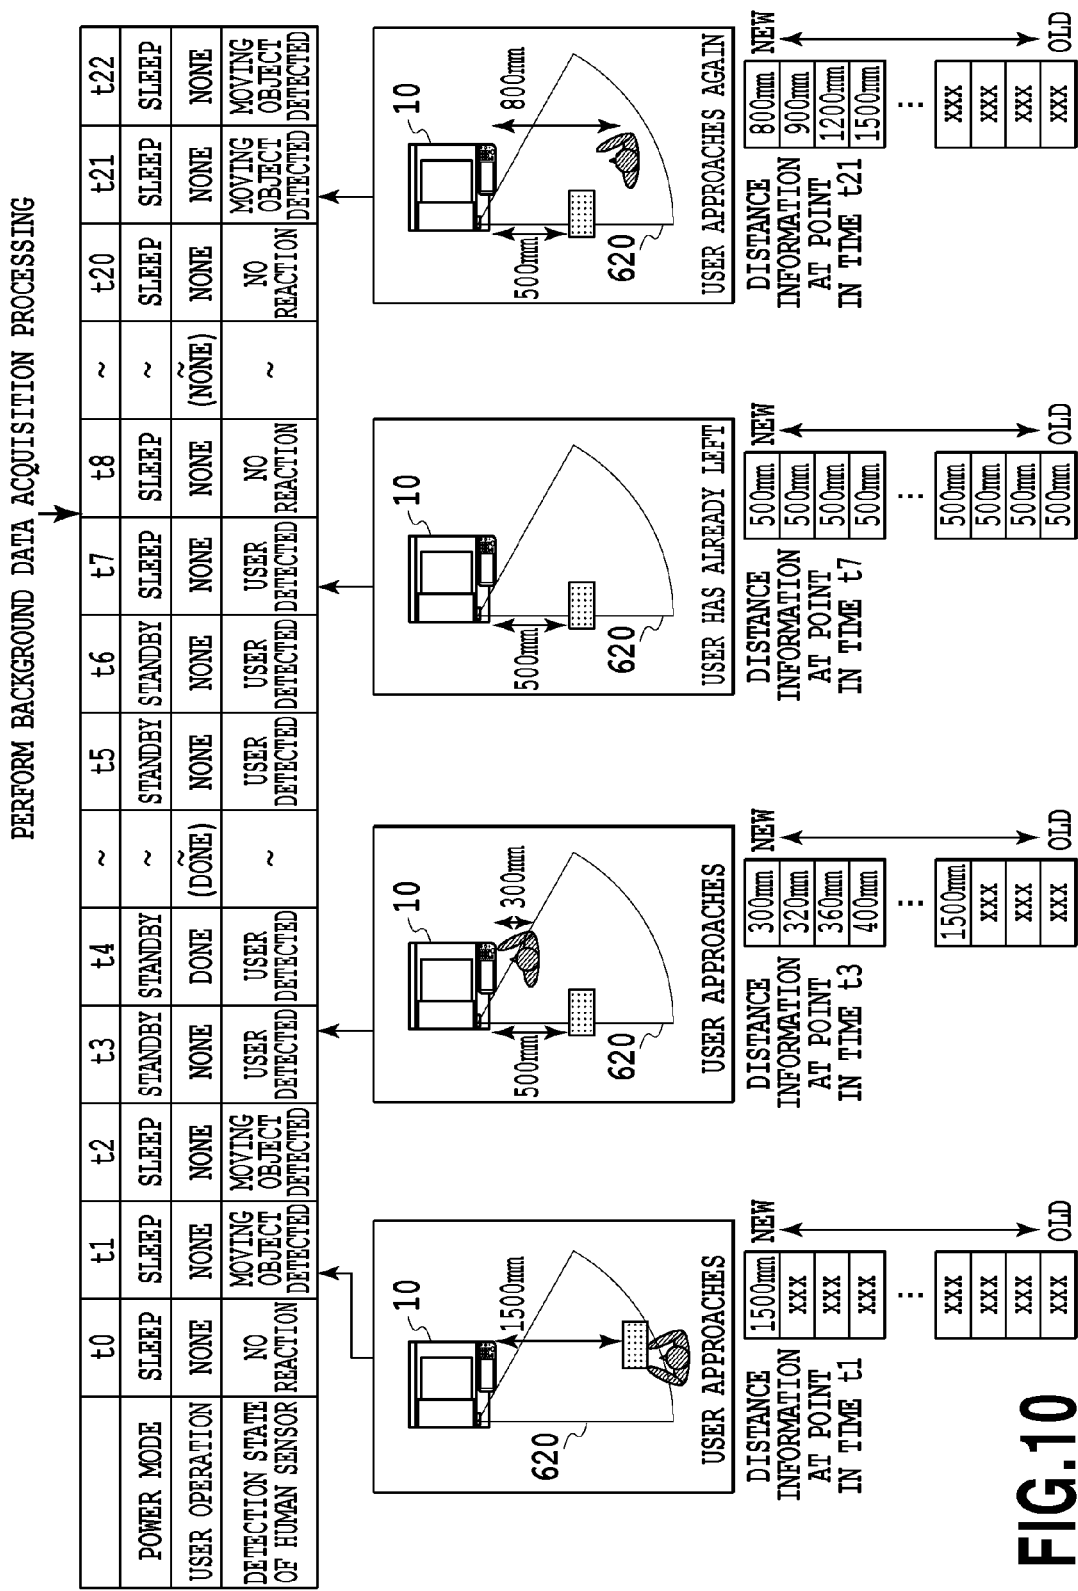 PERFORM BACKGROUND DATA ACQUISITION PROCESSING
t0 t1 t2 t3 t4 ~ t5 t6 t7 t8 ~ t20 t21 t22
POWER MODE SLEEP SLEEP SLEEP STANDBY STANDBY ~ STANDBY STANDBY SLEEP SLEEP ~ SLEEP SLEEP SLEEP
USER OPERATION NONE NONE NONE NONE DONE ~ (DONE) NONE NONE NONE NONE ~ (NONE) NONE NONE NONE
DETECTION STATE OF HUMAN SENSOR NO REACTION MOVING OBJECT DETECTED MOVING OBJECT DETECTED USER DETECTED USER DETECTED ~ USER DETECTED USER DETECTED USER DETECTED NO REACTION ~ NO REACTION MOVING OBJECT DETECTED MOVING OBJECT DETECTED
10
1500mm
620
USER APPROACHES
10
300mm
500mm
620
USER APPROACHES
10
500mm
620
USER HAS ALREADY LEFT
10
800mm
500mm
620
USER APPROACHES AGAIN
DISTANCE
INFORMATION
AT POINT
IN TIME t1
1500mm
XXX
XXX
XXX
...
XXX
XXX
XXX
XXX
NEW
OLD
DISTANCE
INFORMATION
AT POINT
IN TIME t3
300mm
320mm
360mm
400mm
...
1500mm
XXX
XXX
XXX
NEW
OLD
DISTANCE
INFORMATION
AT POINT
IN TIME t7
500mm
500mm
500mm
500mm
...
500mm
500mm
500mm
500mm
NEW
OLD
DISTANCE
INFORMATION
AT POINT
IN TIME t21
800mm
900mm
1200mm
1500mm
...
XXX
XXX
XXX
XXX
NEW
OLD
FIG.10